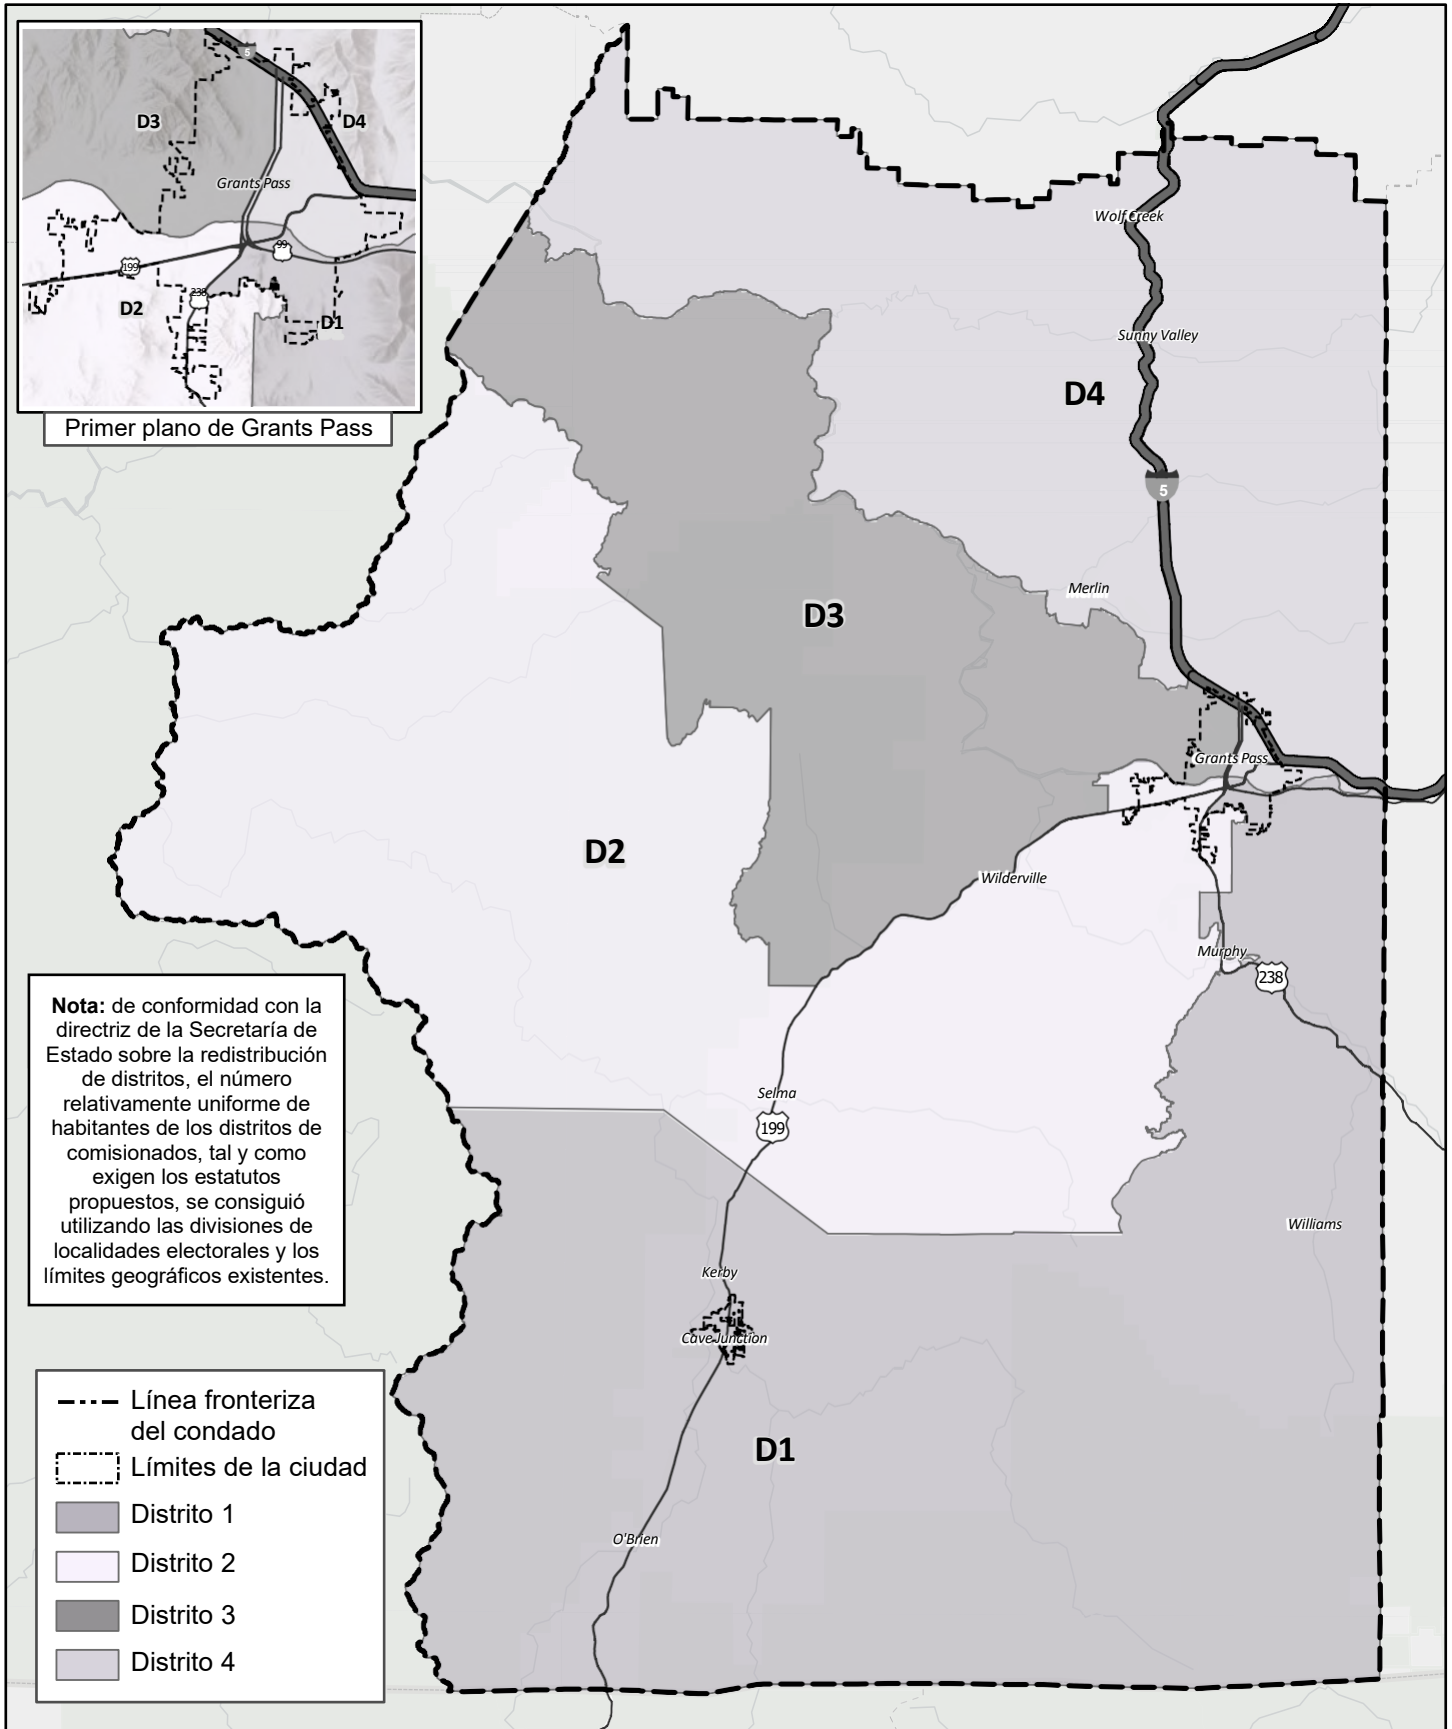 5
D3
D4
Grants Pass
99
199
238
D2
D1
Primer plano de Grants Pass
Wolf Creek
Sunny Valley
D4
5
Merlin
D3
Grants Pass
D2
Wilderville
Murphy
238
Nota: de conformidad con la
directriz de la Secretaría de
Estado sobre la redistribución
de distritos, el número
relativamente uniforme de
habitantes de los distritos de
comisionados, tal y como
exigen los estatutos
propuestos, se consiguió
utilizando las divisiones de
localidades electorales y los
límites geográficos existentes.
Selma
199
Williams
Kerby
Cave Junction
D1
O'Brien
Línea fronteriza
del condado
Límites de la ciudad
Distrito 1
Distrito 2
Distrito 3
Distrito 4